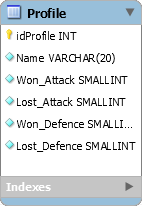 Profile
idProfile INT
Name VARCHAR(20)
Won_Attack SMALLINT
Lost_Attack SMALLINT
Won_Defence SMALLI...
Lost_Defence SMALLINT
Indexes